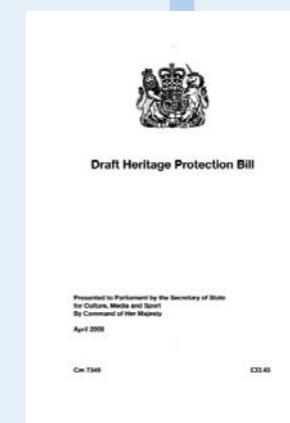 Draft Heritage Protection Bill
Presented to Parliament by the Secretary of State
for Culture, Media and Sport
By Command of Her Majesty
April 2008
Cm 7349
£33.45